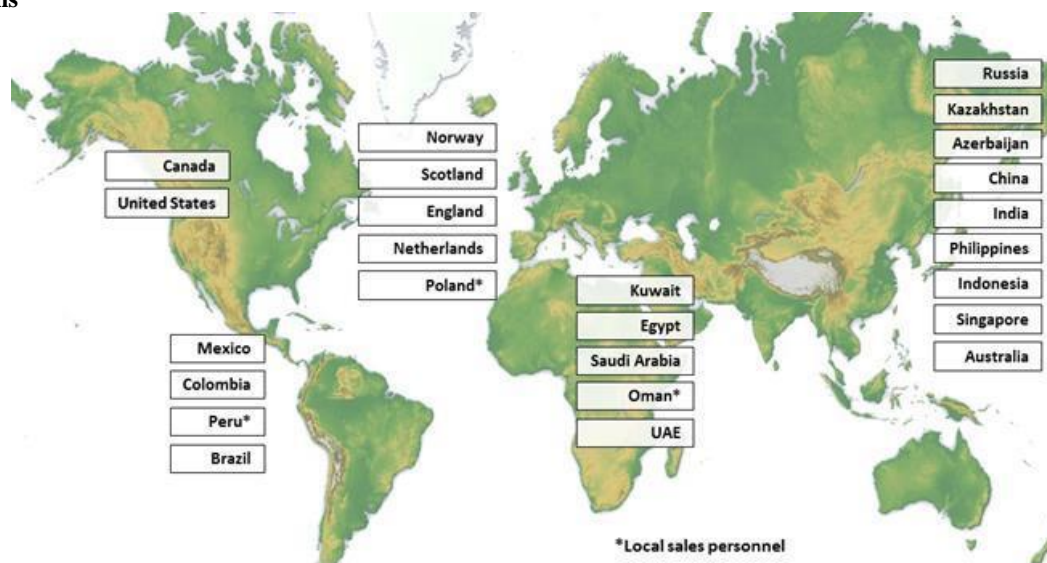 Canada
United States
Norway
Scotland
England
Netherlands
Poland*
Mexico
Colombia
Peru*
Brazil
Kuwait
Egypt
Saudi Arabia
Oman*
UAE
Russia
Kazakhstan
Azerbaijan
China
India
Philippines
Indonesia
Singapore
Australia
*Local sales personnel